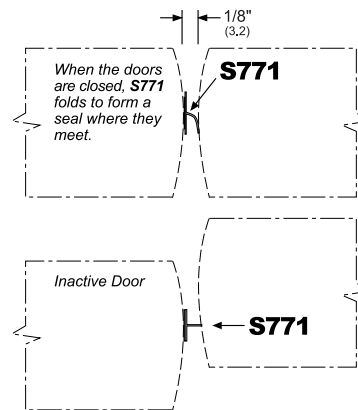 1/8"
(3.2)
When the doors
are closed, S771
folds to form a
seal where they
meet.
S771
Inactive Door
S771